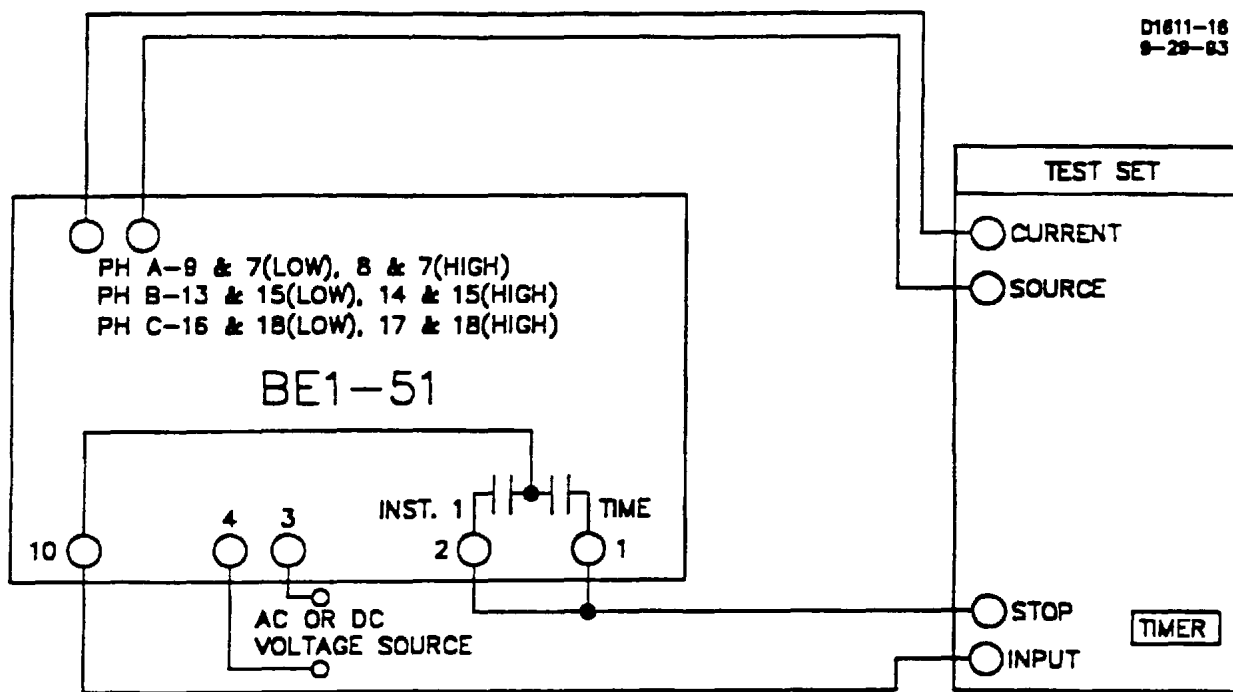 D1611-16
9-29-83
TEST SET
CURRENT
SOURCE
PH A-9 & 7(LOW), 8 & 7(HIGH)
PH B-13 & 15(LOW), 14 & 15(HIGH)
PH C-16 & 18(LOW), 17 & 18(HIGH)
BE1-51
INST. 1
TIME
10
4
3
2
1
AC OR DC
VOLTAGE SOURCE
STOP
TIMER
INPUT